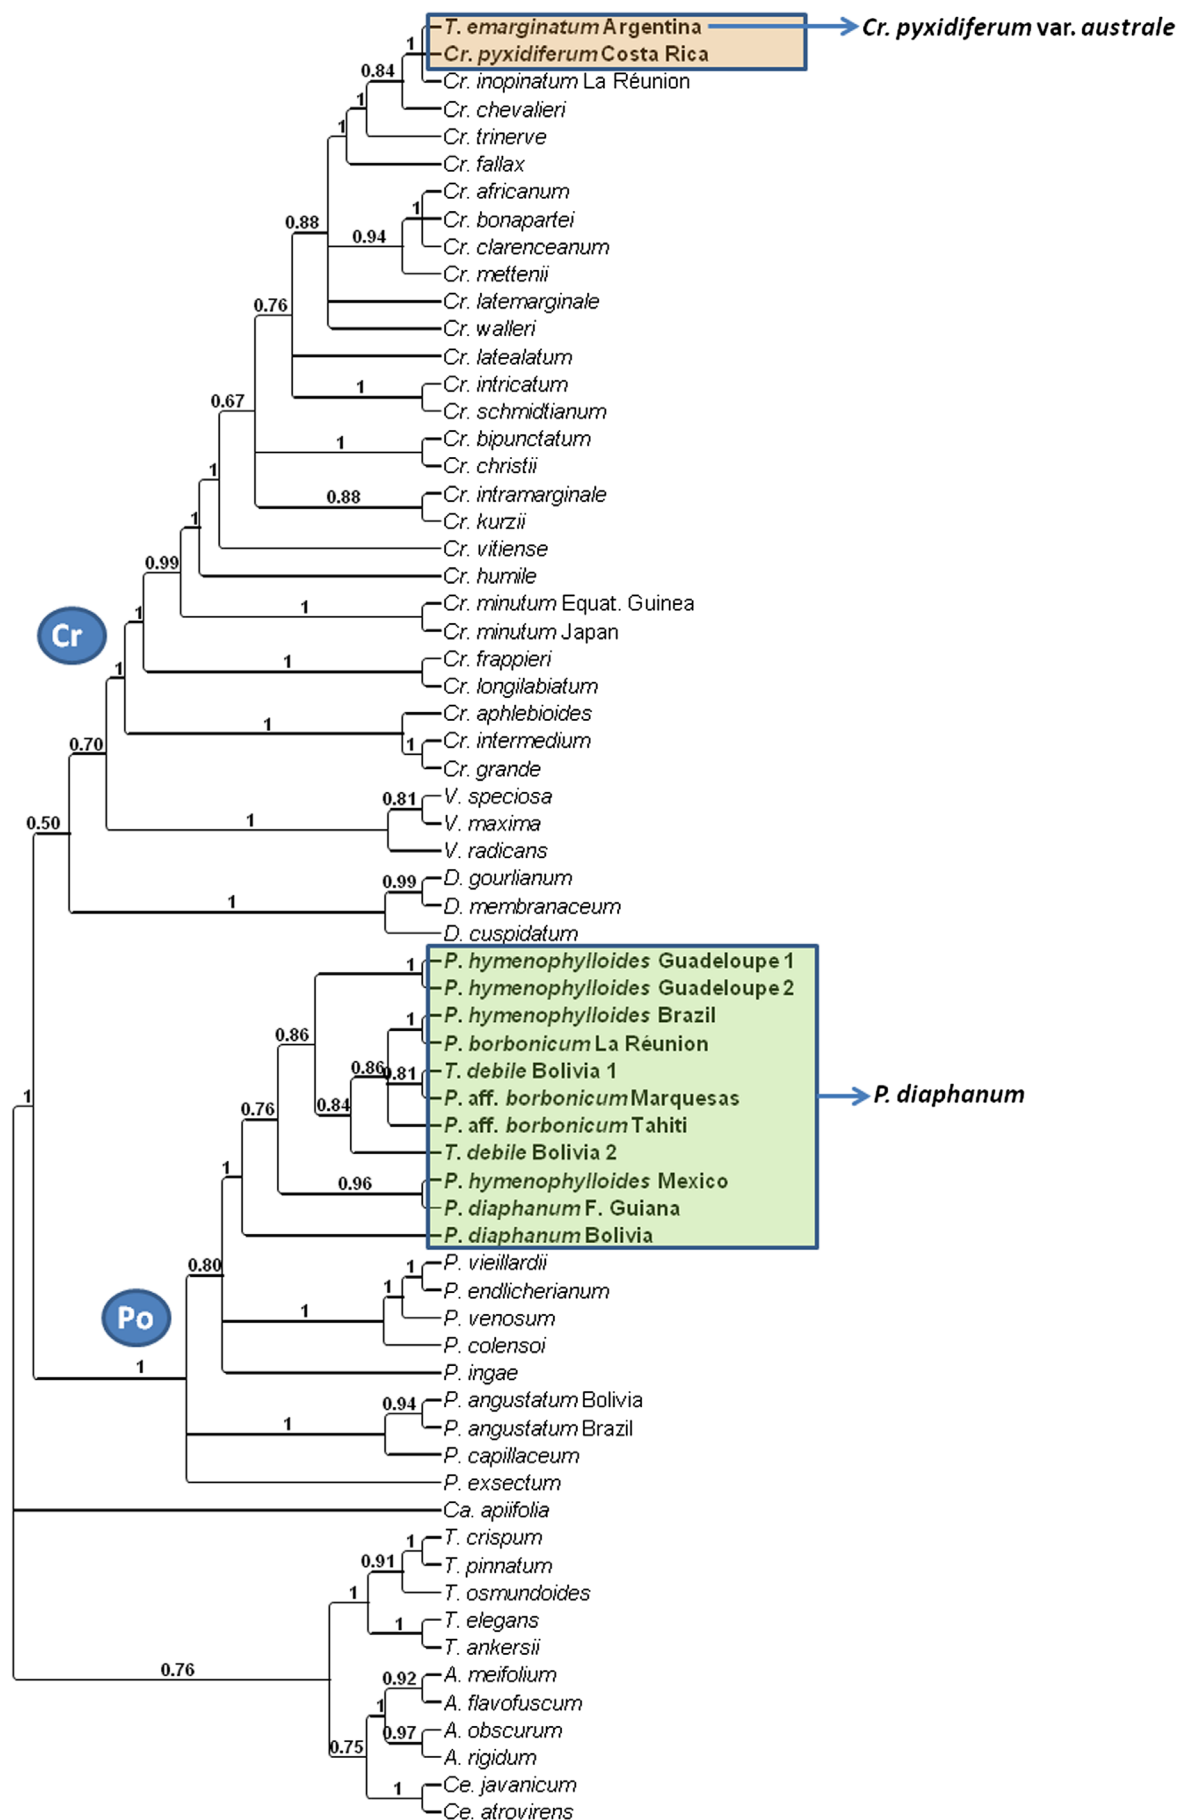 T. emarginatum Argentina
Cr. pyxidiferum var. australe
1
Cr. pyxidiferum Costa Rica
0.84
Cr. inopinatum La Réunion
1
Cr. chevalieri
1
Cr. trinerve
Cr. fallax
Cr. africanum
1
Cr. bonapartei
0.88
0.94
Cr. clarenceanum
Cr. mettenii
0.76
Cr. latemarginale
Cr. walleri
Cr. latealatum
1
Cr. intricatum
0.67
Cr. schmidtianum
1
Cr. bipunctatum
1
Cr. christii
0.88
Cr. intramarginale
1
Cr. kurzii
Cr. vitiense
0.99
Cr. humile
1
Cr. minutum Equat. Guinea
1
Cr
Cr. minutum Japan
1
1
Cr. frappieri
Cr. longilabiatum
1
Cr. aphlebioides
0.70
1
Cr. intermedium
Cr. grande
0.81
V. speciosa
0.50
1
V. maxima
V. radicans
0.99
D. gourlianum
1
D. membranaceum
D. cuspidatum
1
P. hymenophylloides Guadeloupe 1
P. hymenophylloides Guadeloupe 2
1
P. hymenophylloides Brazil
0.86
P. borbonicum La Réunion
0.86
0.81
T. debile Bolivia 1
1
0.76
0.84
P. aff. borbonicum Marquesas
P. diaphanum
P. aff. borbonicum Tahiti
T. debile Bolivia 2
1
0.96
P. hymenophylloides Mexico
P. diaphanum F. Guiana
P. diaphanum Bolivia
0.80
1
P. vieillardii
1
P. endlicherianum
Po
1
P. venosum
P. colensoi
1
P. ingae
0.94
P. angustatum Bolivia
1
P. angustatum Brazil
P. capillaceum
P. exsectum
Ca. apiifolia
1
T. crispum
0.91
T. pinnatum
1
T. osmundoides
1
T. elegans
T. ankersii
0.76
0.92
A. meifolium
1
A. flavofuscum
0.97
A. obscurum
0.75
A. rigidum
1
Ce. javanicum
Ce. atrovirens